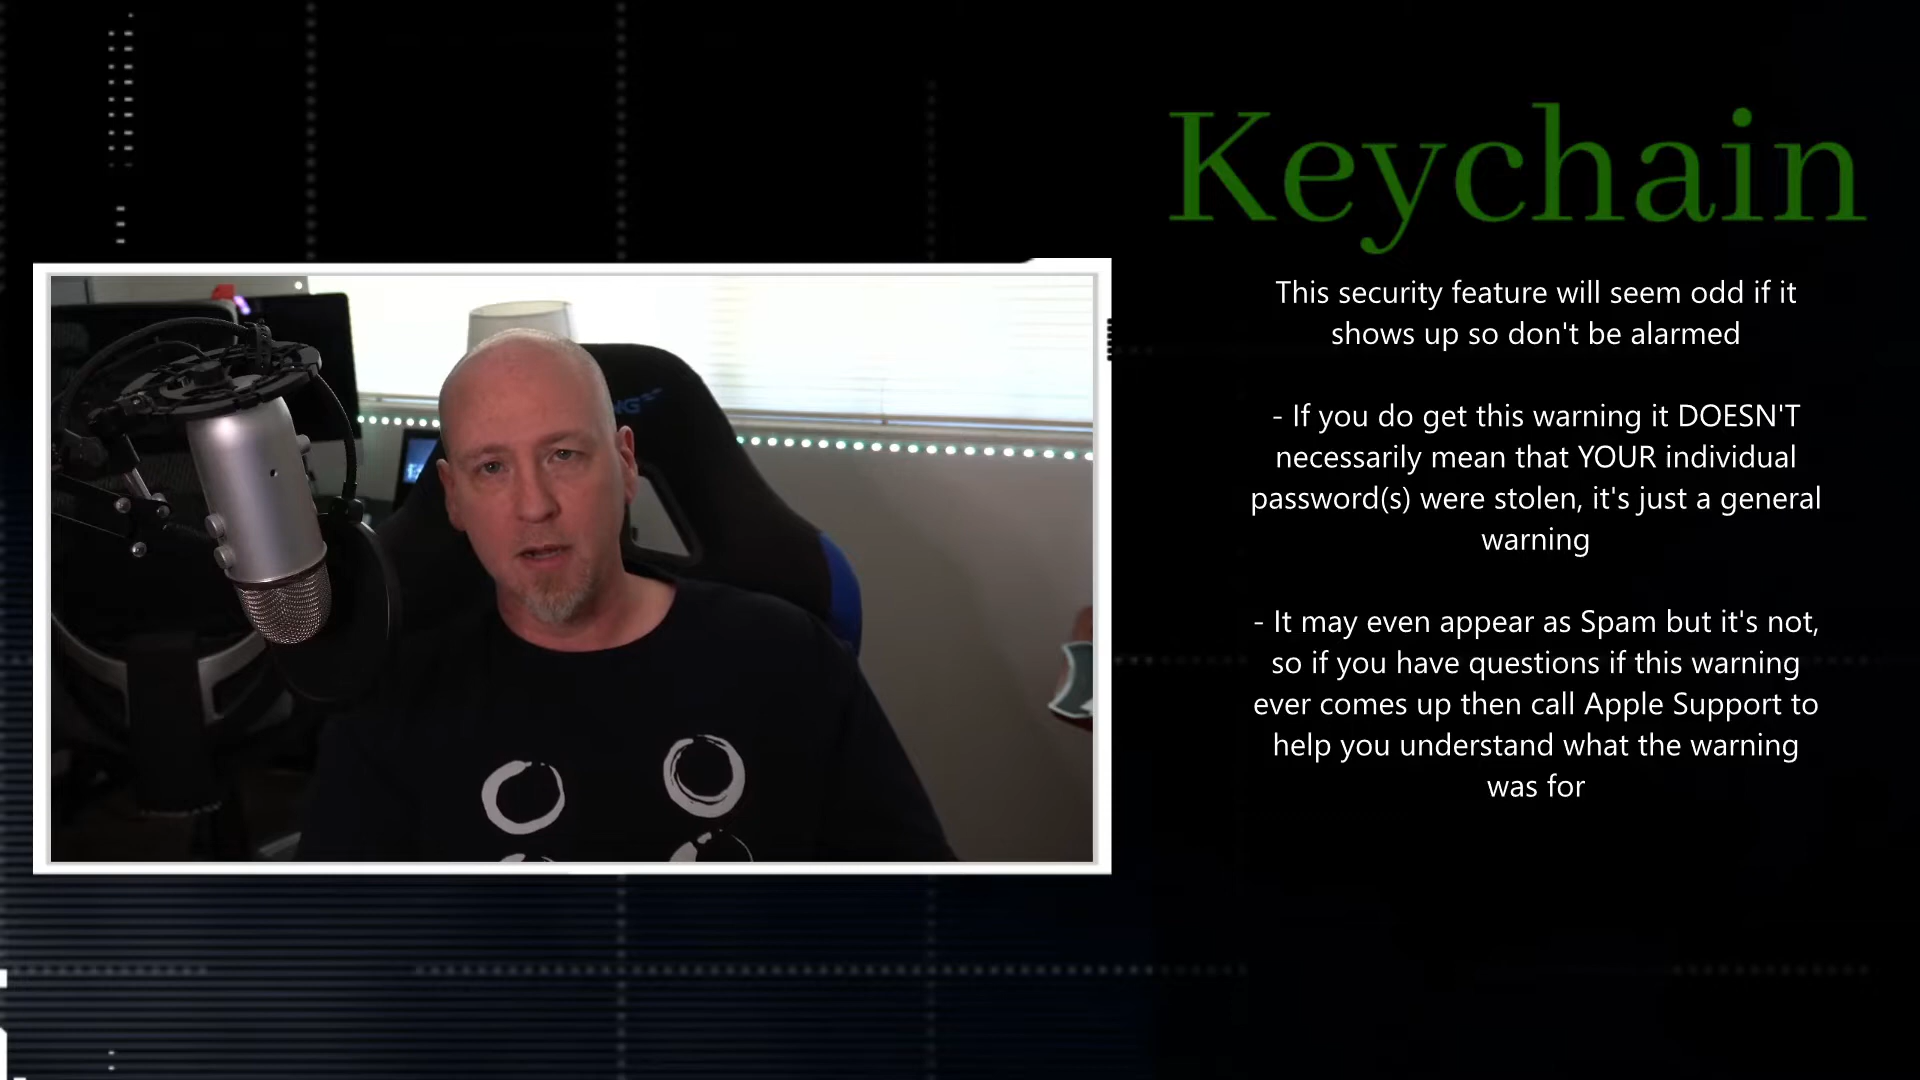 Keychain
This security feature will seem odd if it
shows up so don't be alarmed
- If you do get this warning it DOESN'T
necessarily mean that YOUR individual
password(s) were stolen, it's just a general
warning
- It may even appear as Spam but it's not,
so if you have questions if this warning
ever comes up then call Apple Support to
help you understand what the warning
was for